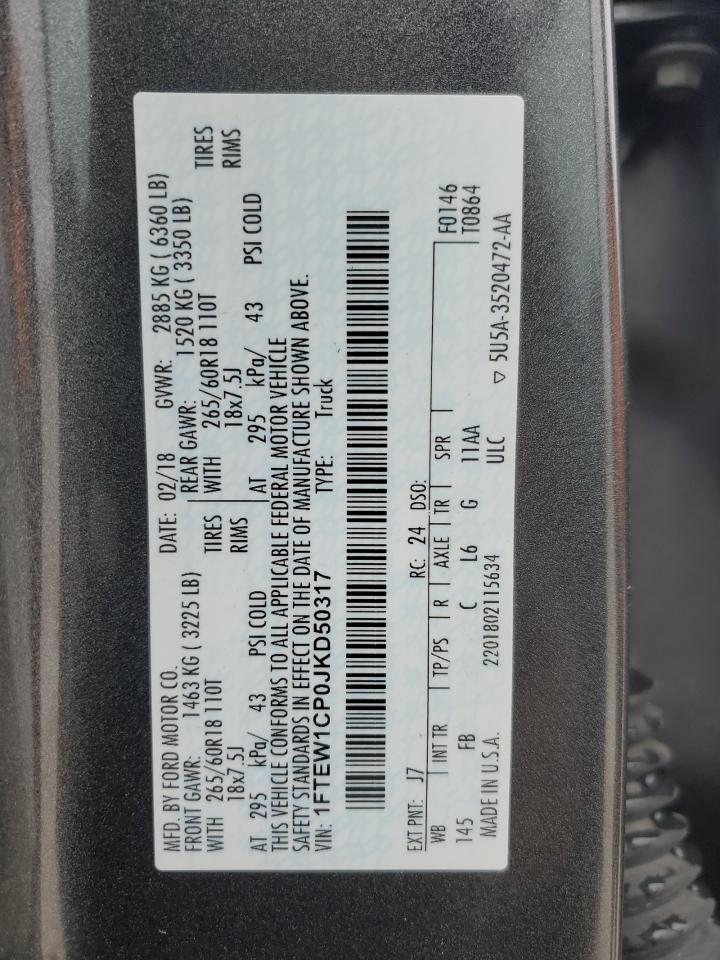 MFD. BY FORD MOTOR CO. DATE: 02/18 GVWR: 2885 KG ( 6360 LB)
FRONT GAWR: 1463 KG ( 3225 LB) REAR GAWR: 1520 KG ( 3350 LB)
WITH 265/60R18 110T TIRES WITH 265/60R18 110T TIRES
18x7.5J RIMS 18x7.5J RIMS
AT 295 kPa/ 43 PSI COLD AT 295 kPa/ 43 PSI COLD
THIS VEHICLE CONFORMS TO ALL APPLICABLE FEDERAL MOTOR VEHICLE
SAFETY STANDARDS IN EFFECT ON THE DATE OF MANUFACTURE SHOWN ABOVE.
VIN: 1FTEW1CP0JKD50317 TYPE: Truck
EXT PNT: J7 RC: 24 DSO: F0146
WB INT TR TP/PS R AXLE TR SPR T0864
145 FB C L6 G 11AA
MADE IN U.S.A. 2201802115634 ULC ▽ 5U5A-3520472-AA